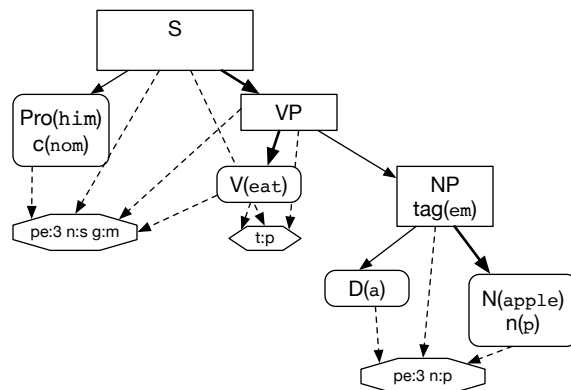 S
Pro(him)
c(nom)
VP
V(eat)
NP
tag(em)
pe:3 n:s g:m
t:p
D(a)
N(apple)
n(p)
pe:3 n:p